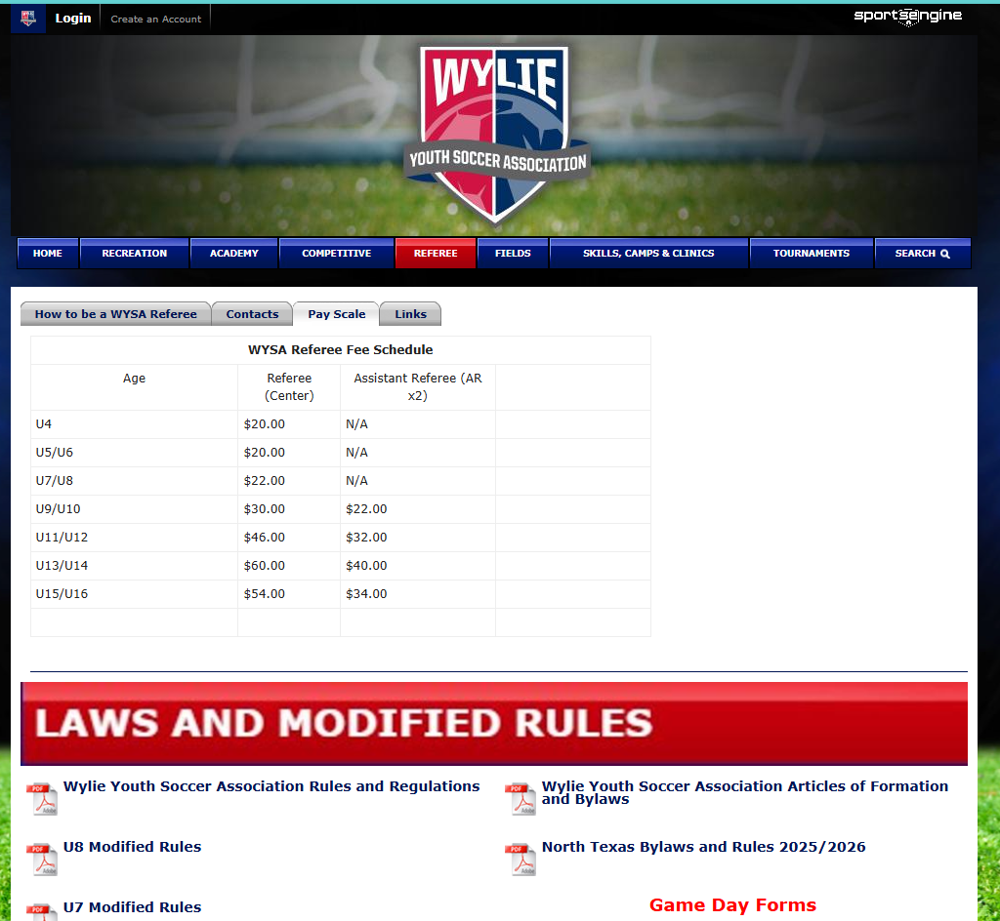 Login
Create an Account
sportsengine
WYLIE
YOUTH SOCCER ASSOCIATION
HOME
RECREATION
ACADEMY
COMPETITIVE
REFEREE
FIELDS
SKILLS, CAMPS & CLINICS
TOURNAMENTS
SEARCH
How to be a WYSA Referee
Contacts
Pay Scale
Links
WYSA Referee Fee Schedule
Age Referee (Center) Assistant Referee (AR x2)
U4 $20.00 N/A
U5/U6 $20.00 N/A
U7/U8 $22.00 N/A
U9/U10 $30.00 $22.00
U11/U12 $46.00 $32.00
U13/U14 $60.00 $40.00
U15/U16 $54.00 $34.00
LAWS AND MODIFIED RULES
PDF
Adobe
Wylie Youth Soccer Association Rules and Regulations
PDF
Adobe
Wylie Youth Soccer Association Articles of Formation
and Bylaws
PDF
Adobe
U8 Modified Rules
PDF
Adobe
North Texas Bylaws and Rules 2025/2026
PDF
U7 Modified Rules
Game Day Forms